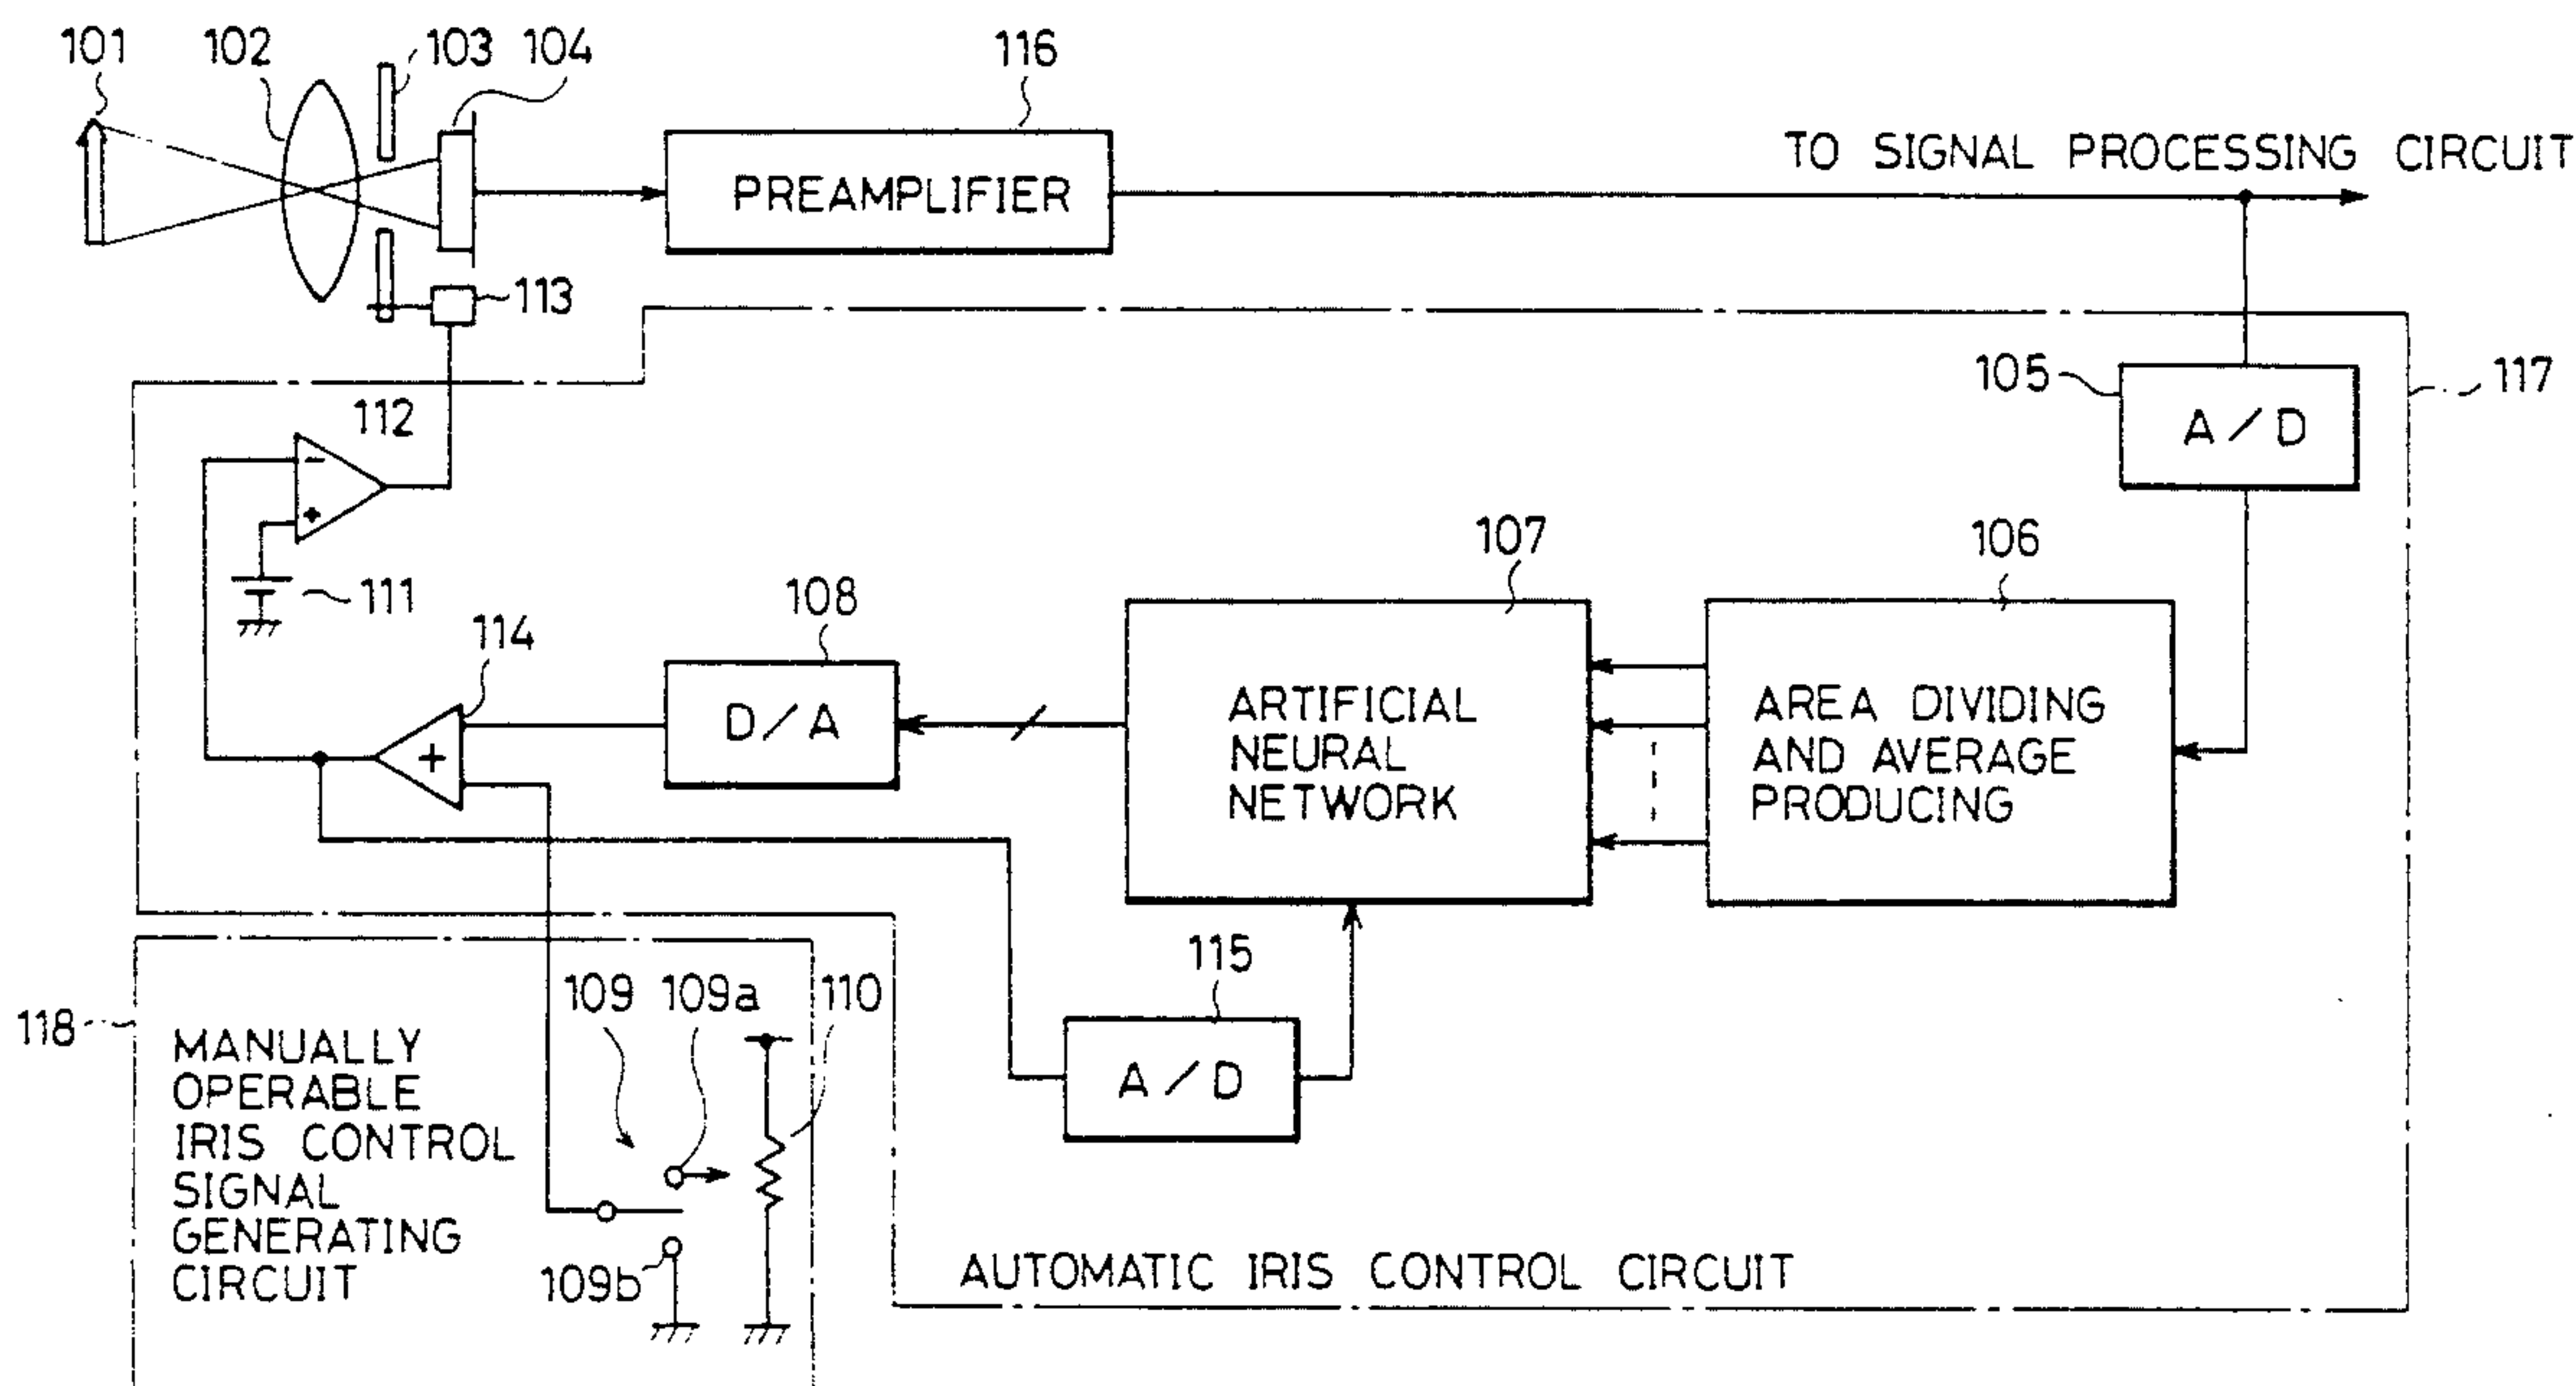 101
102
103
104
116
TO SIGNAL PROCESSING CIRCUIT
PREAMPLIFIER
113
105
117
A/D
112
−
+
111
107
106
108
114
D/A
+
ARTIFICIAL
NEURAL
NETWORK
AREA DIVIDING
AND AVERAGE
PRODUCING
115
A/D
118
109
109a
110
MANUALLY
OPERABLE
IRIS CONTROL
SIGNAL
GENERATING
CIRCUIT
109b
AUTOMATIC IRIS CONTROL CIRCUIT